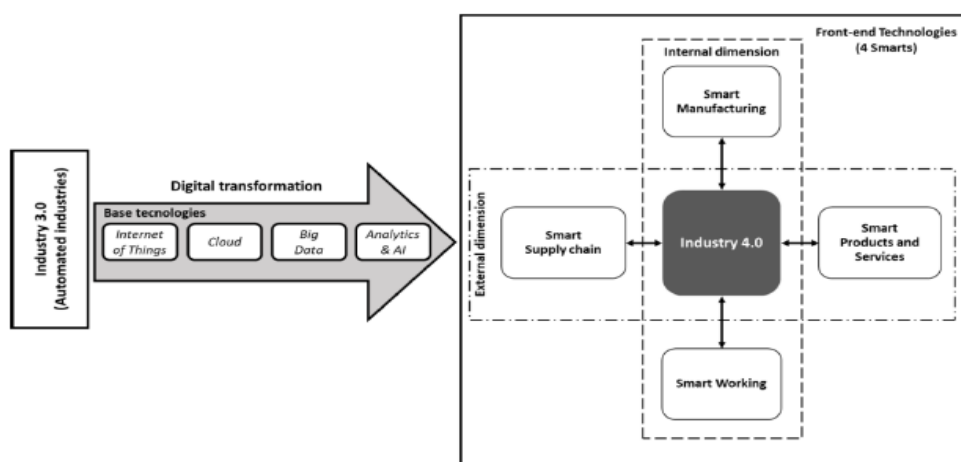 Industry 3.0
(Automated industries)
Digital transformation
Base tecnologies
Internet
of Things
Cloud
Big
Data
Analytics
& AI
Front-end Technologies
(4 Smarts)
Internal dimension
Smart
Manufacturing
External dimension
Smart
Supply chain
Industry 4.0
Smart
Products and
Services
Smart Working